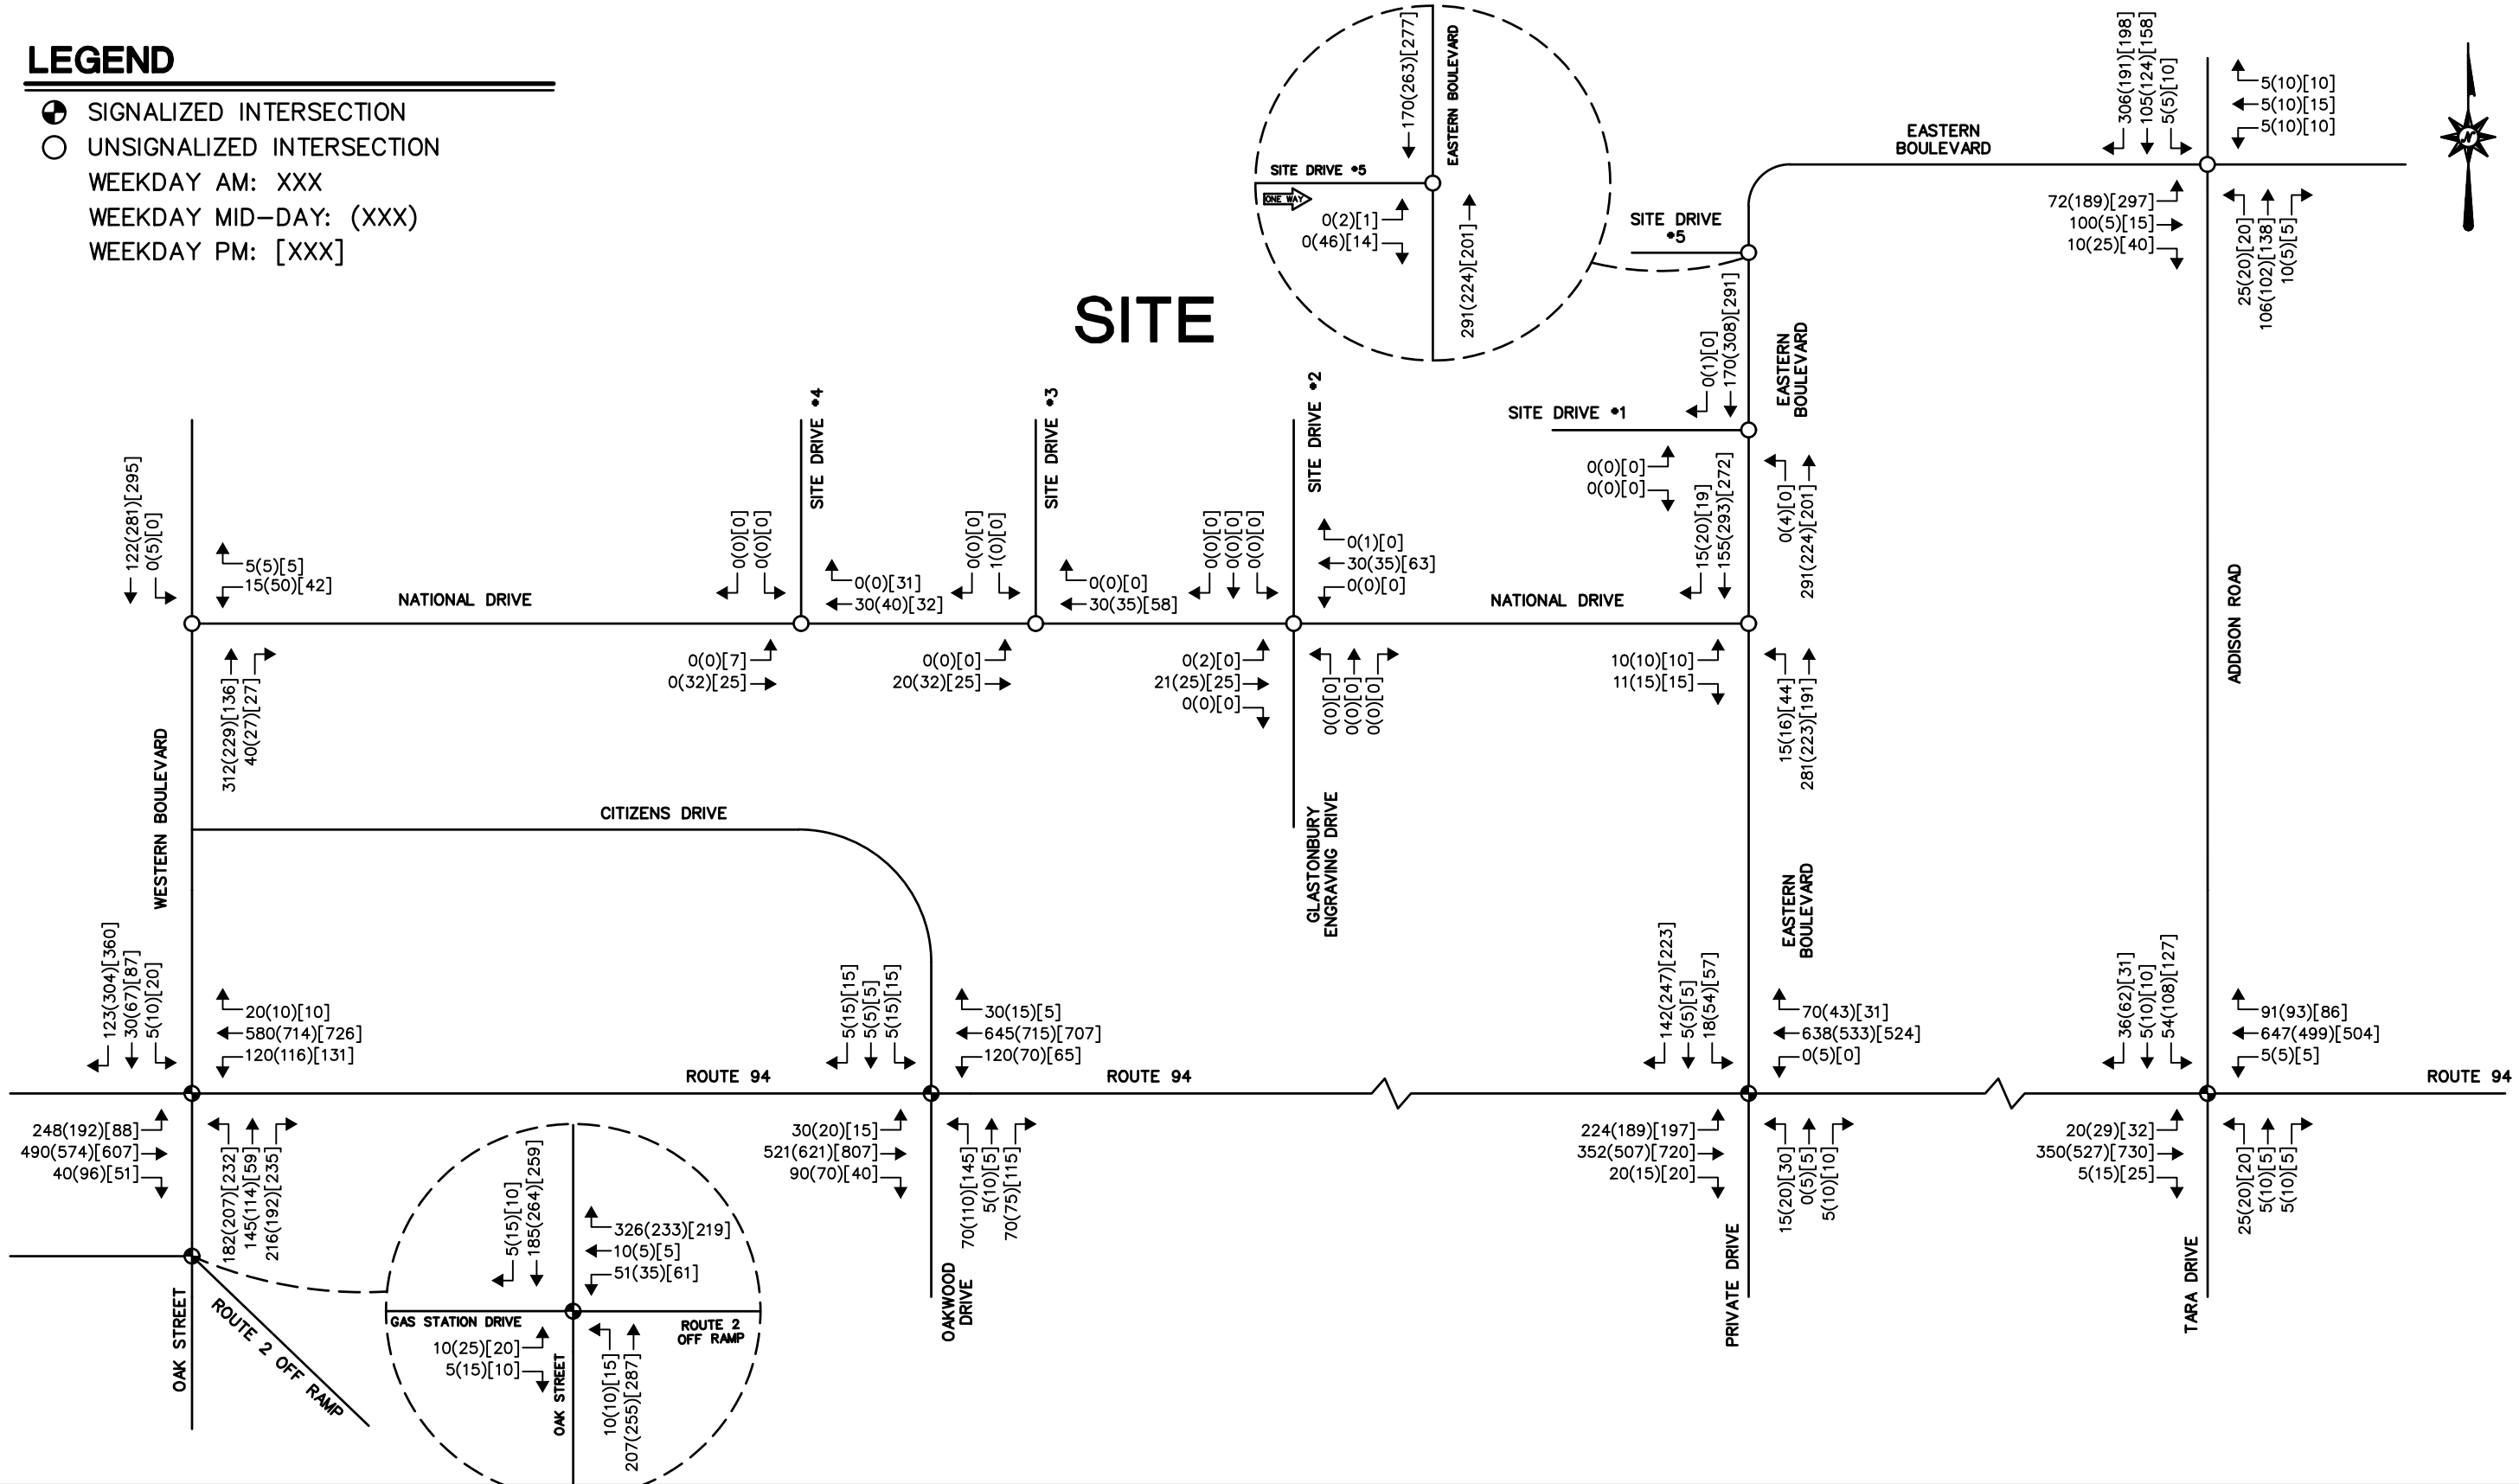 LEGEND
SIGNALIZED INTERSECTION
UNSIGNALIZED INTERSECTION
WEEKDAY AM: XXX
WEEKDAY MID-DAY: (XXX)
WEEKDAY PM: [XXX]
SITE
170(263)[277]
EASTERN BOULEVARD
SITE DRIVE #5
ONE WAY
0(2)[1]
0(46)[14]
291(224)[201]
306(191)[198]
105(124)[158]
5(5)[10]
5(10)[10]
5(10)[15]
5(10)[10]
EASTERN
BOULEVARD
72(189)[297]
100(5)[15]
10(25)[40]
25(20)[20]
106(102)[138]
10(5)[5]
N
SITE DRIVE
#5
0(1)[0]
170(308)[291]
EASTERN
BOULEVARD
SITE DRIVE #1
0(0)[0]
0(0)[0]
0(4)[0]
291(224)[201]
15(20)[19]
155(293)[272]
122(281)[295]
0(5)[0]
5(5)[5]
15(50)[42]
NATIONAL DRIVE
312(229)[136]
40(27)[27]
0(0)[0]
0(0)[0]
SITE DRIVE #4
0(0)[31]
30(40)[32]
0(0)[7]
0(32)[25]
0(0)[0]
1(0)[0]
SITE DRIVE #3
0(0)[0]
30(35)[58]
0(0)[0]
20(32)[25]
0(0)[0]
0(0)[0]
0(0)[0]
SITE DRIVE #2
0(1)[0]
30(35)[63]
0(0)[0]
0(2)[0]
21(25)[25]
0(0)[0]
0(0)[0]
0(0)[0]
0(0)[0]
NATIONAL DRIVE
10(10)[10]
11(15)[15]
15(16)[44]
281(223)[191]
ADDISON ROAD
WESTERN BOULEVARD
CITIZENS DRIVE
GLASTONBURY
ENGRAVING DRIVE
EASTERN
BOULEVARD
123(304)[360]
30(67)[87]
5(10)[20]
20(10)[10]
580(714)[726]
120(116)[131]
248(192)[88]
490(574)[607]
40(96)[51]
182(207)[232]
145(114)[59]
216(192)[235]
ROUTE 94
5(15)[15]
5(5)[5]
5(15)[15]
30(15)[5]
645(715)[707]
120(70)[65]
30(20)[15]
521(621)[807]
90(70)[40]
70(110)[145]
5(10)[5]
70(75)[115]
ROUTE 94
142(247)[223]
5(5)[5]
18(54)[57]
70(43)[31]
638(533)[524]
0(5)[0]
224(189)[197]
352(507)[720]
20(15)[20]
15(20)[30]
0(5)[5]
5(10)[10]
36(62)[31]
5(10)[10]
54(108)[127]
91(93)[86]
647(499)[504]
5(5)[5]
ROUTE 94
20(29)[32]
350(527)[730]
5(15)[25]
25(20)[20]
5(10)[5]
5(10)[5]
OAK STREET
ROUTE 2 OFF RAMP
5(15)[10]
185(264)[259]
326(233)[219]
10(5)[5]
51(35)[61]
GAS STATION DRIVE
ROUTE 2
OFF RAMP
10(25)[20]
5(15)[10]
OAK STREET
10(10)[15]
207(255)[287]
OAKWOOD
DRIVE
PRIVATE DRIVE
TARA DRIVE